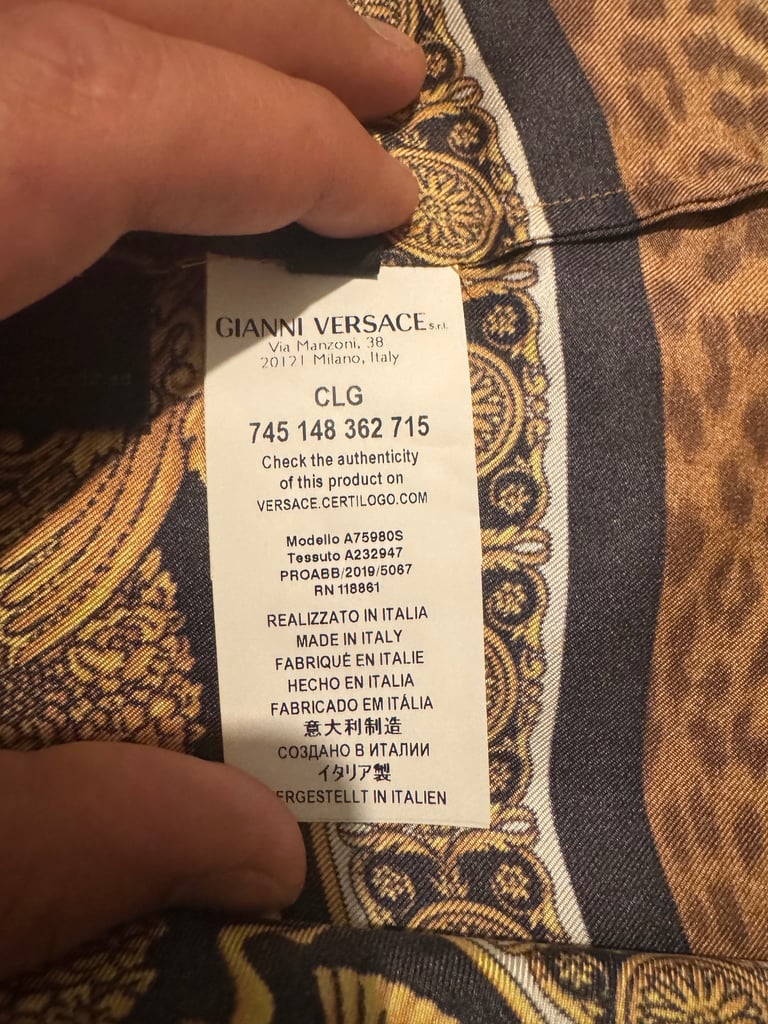 GIANNI VERSACE S.r.l.
Via Manzoni, 38
20121 Milano, Italy
CLG
745 148 362 715
Check the authenticity
of this product on
VERSACE.CERTILOGO.COM
Modello A75980S
Tessuto A232947
PROABB/2019/5067
RN 118861
REALIZZATO IN ITALIA
MADE IN ITALY
FABRIQUÉ EN ITALIE
HECHO EN ITALIA
FABRICADO EM ITÁLIA
意大利制造
СОЗДАНО В ИТАЛИИ
イタリア製
ERGESTELLT IN ITALIEN